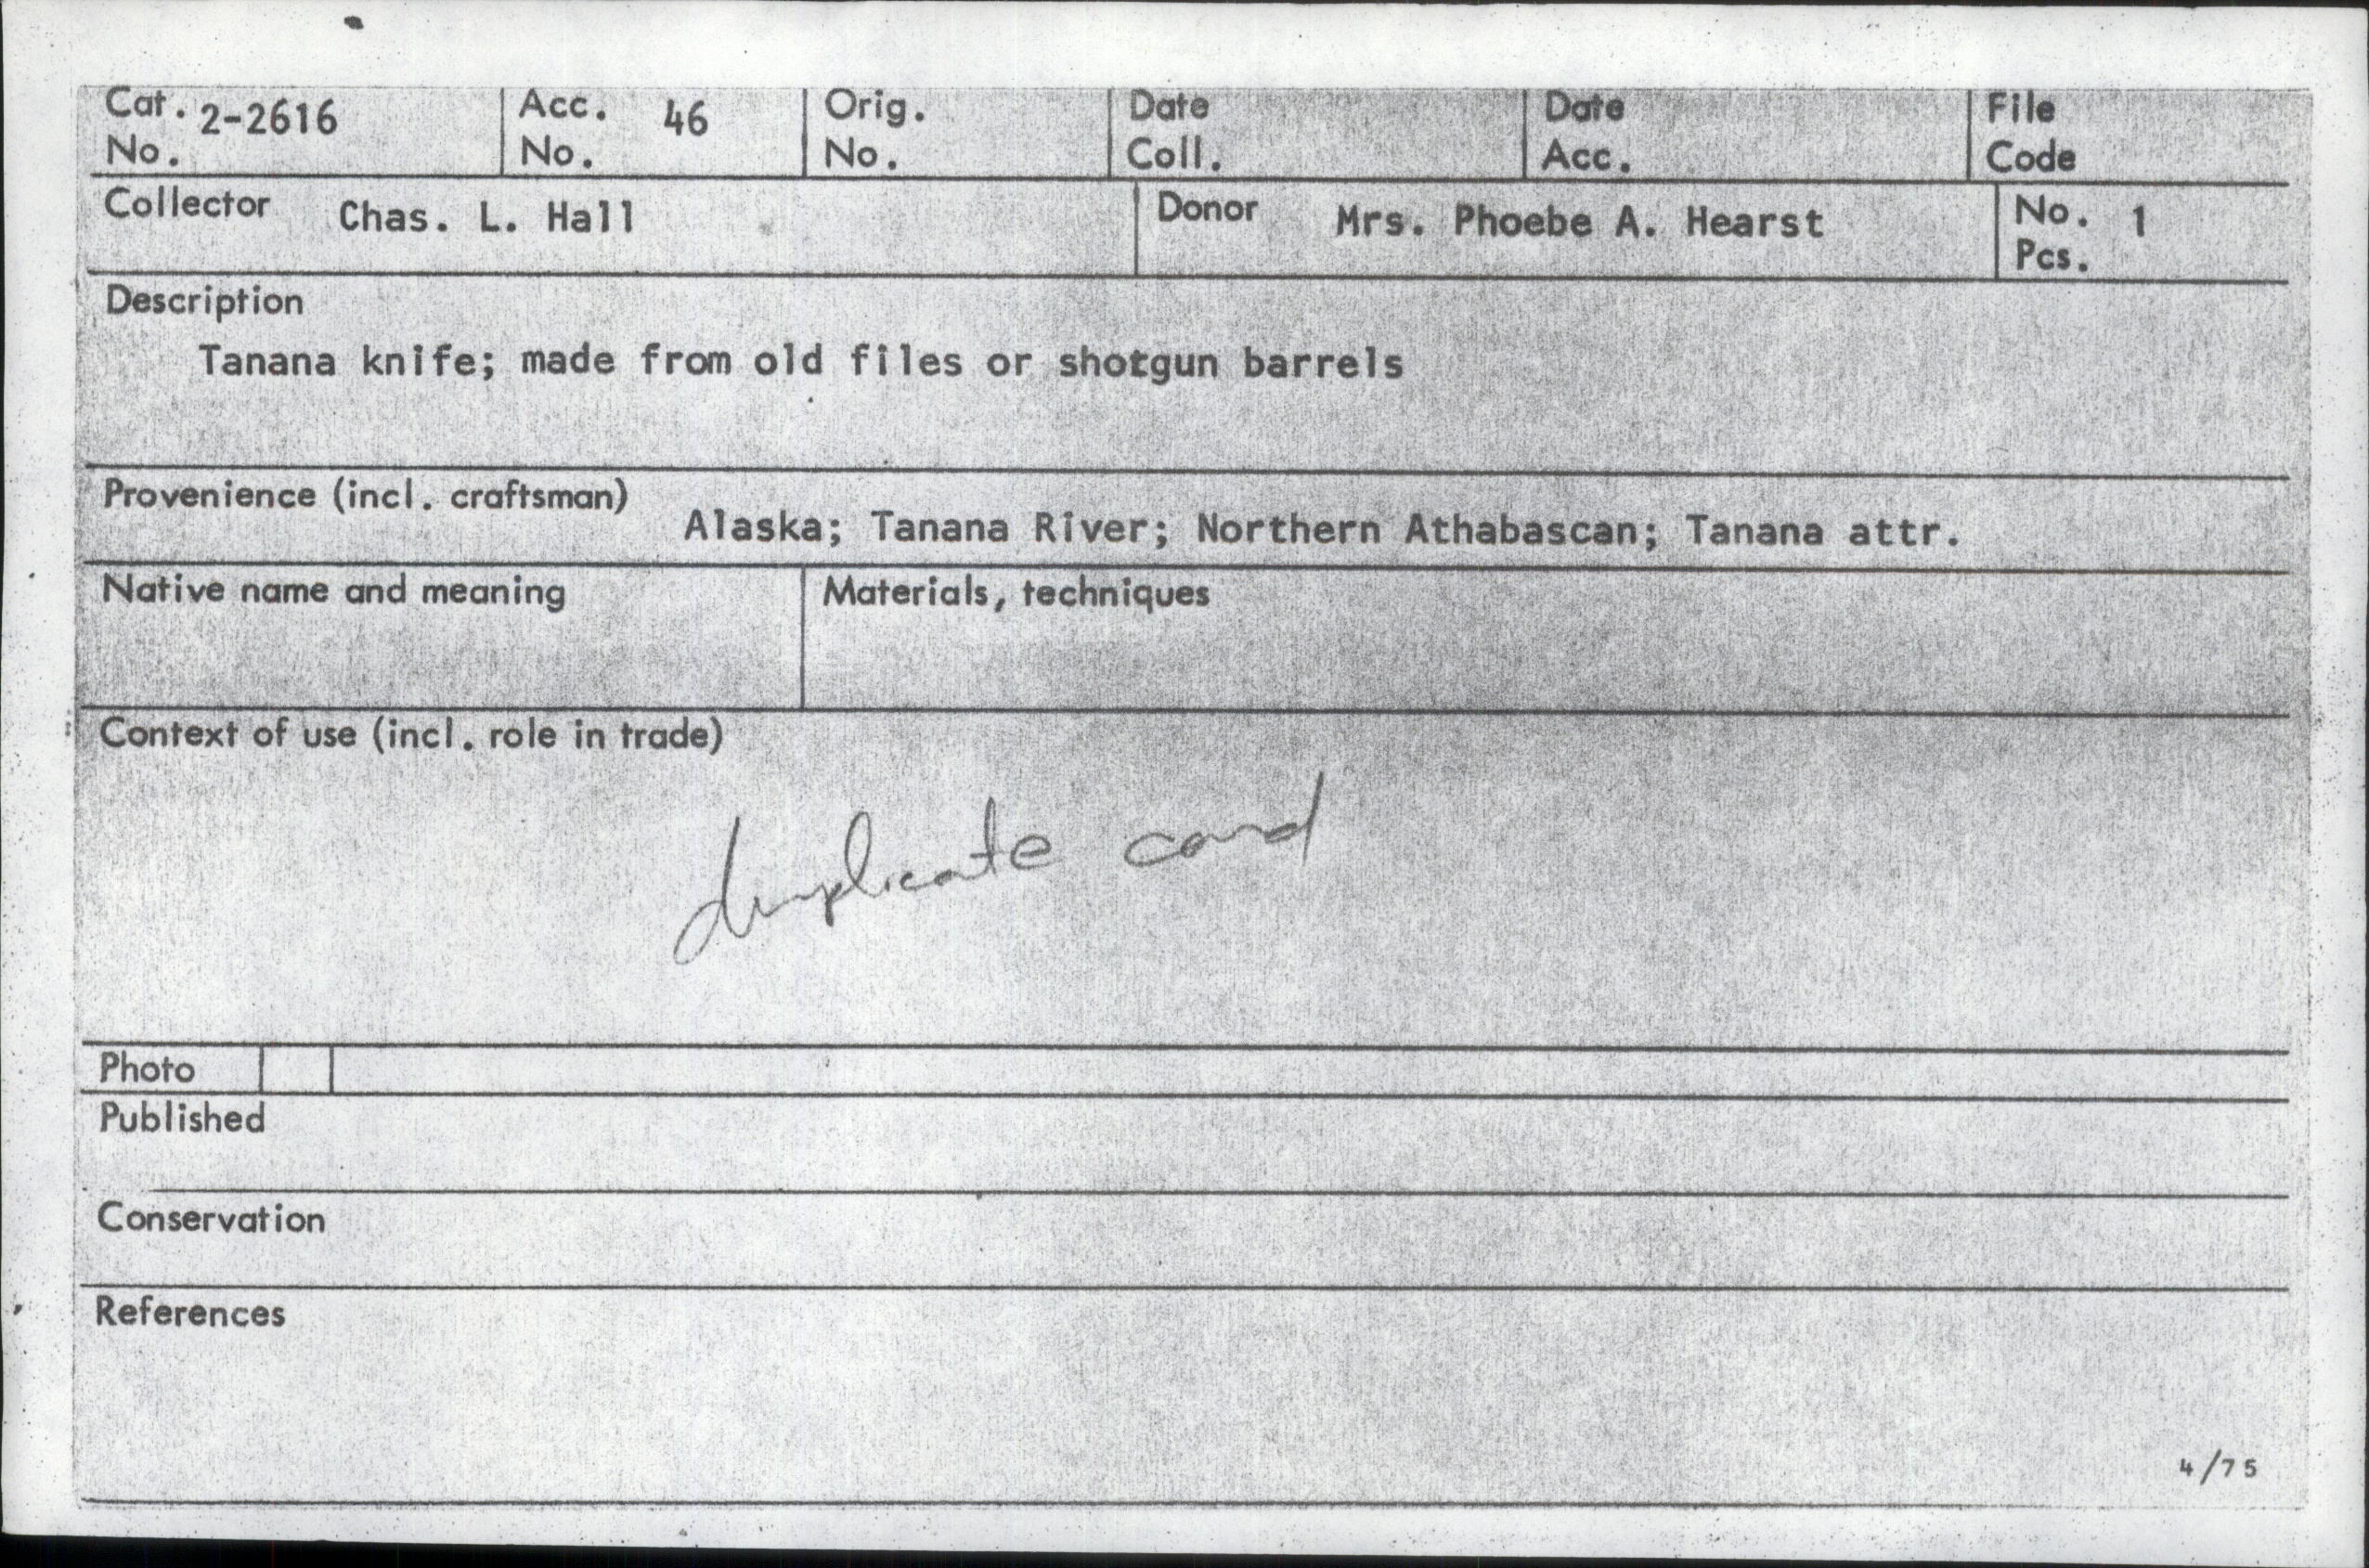 Cat. No. 2-2616 Acc. No. 46 Orig. No. Date Coll. Date Acc. File Code
Collector Chas. L. Hall Donor Mrs. Phoebe A. Hearst No. Pcs. 1
Description
Tanana knife; made from old files or shotgun barrels
Provenience (incl. craftsman) Alaska; Tanana River; Northern Athabascan; Tanana attr.
Native name and meaning Materials, techniques
Context of use (incl. role in trade)
duplicate card
Photo
Published
Conservation
References
4/75